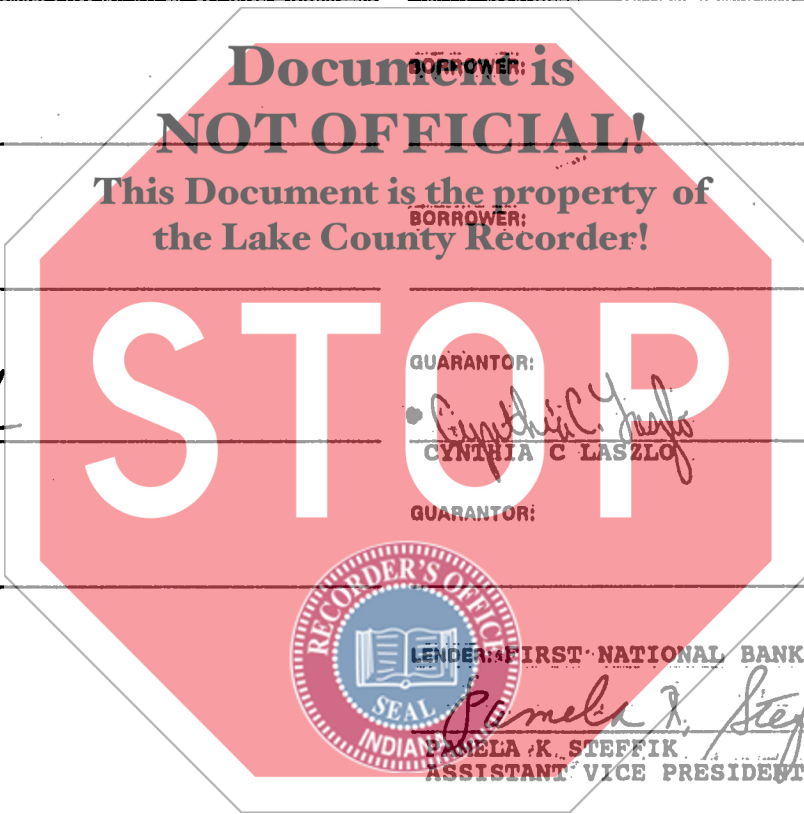 Document is
BORROWER:
NOT OFFICIAL!
This Document is the property of
BORROWER:
the Lake County Recorder!
STOP
GUARANTOR:
Cynthia C. Laszlo
CYNTHIA C LASZLO
GUARANTOR:
RECORDER'S OFFICE
SEAL
INDIANA
LENDER: FIRST NATIONAL BANK
Pamela K. Stef
PAMELA K. STEFFIK
ASSISTANT VICE PRESIDENT